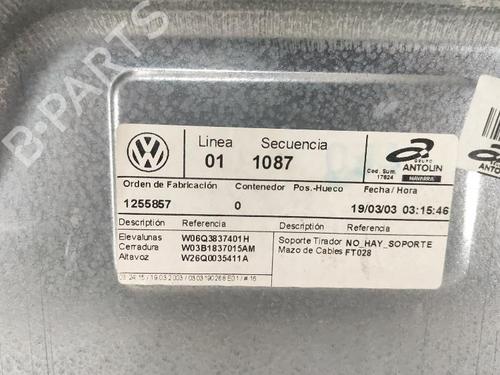 B-PARTS
Linea Secuencia
01 1087
GRUPO
ANTOLIN
Cod. Sum.
17624
NAVARRA
Orden de Fabricación Contenedor Pos.-Hueco Fecha/ Hora
1255857 0 19/03/03 03:15:46
Descripción Referencia Descripción Referencia
Elevalunas W06Q3837401H
Cerradura W03B1837015AM
Altavoz W26Q0035411A
Soporte Tirador NO_HAY_SOPORTE
Mazo de Cables FT028